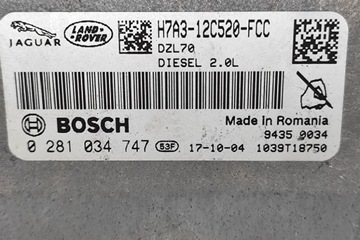 JAGUAR
LAND ROVER
H7A3-12C520-FCC
DZL70
DIESEL 2.0L
BOSCH
Made in Romania
9435 0034
0 281 034 747 53F 17-10-04 1039T18750